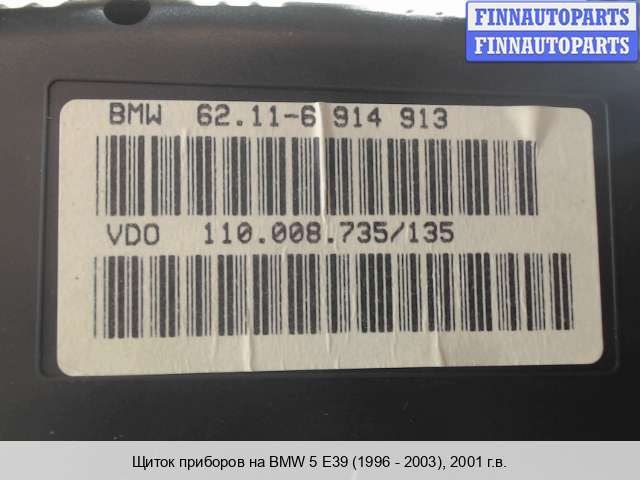 FINNAUTOPARTS
FINNAUTOPARTS
BMW 62.11-6 914 913
VDO 110.008.735/135
Щиток приборов на BMW 5 E39 (1996 - 2003), 2001 г.в.